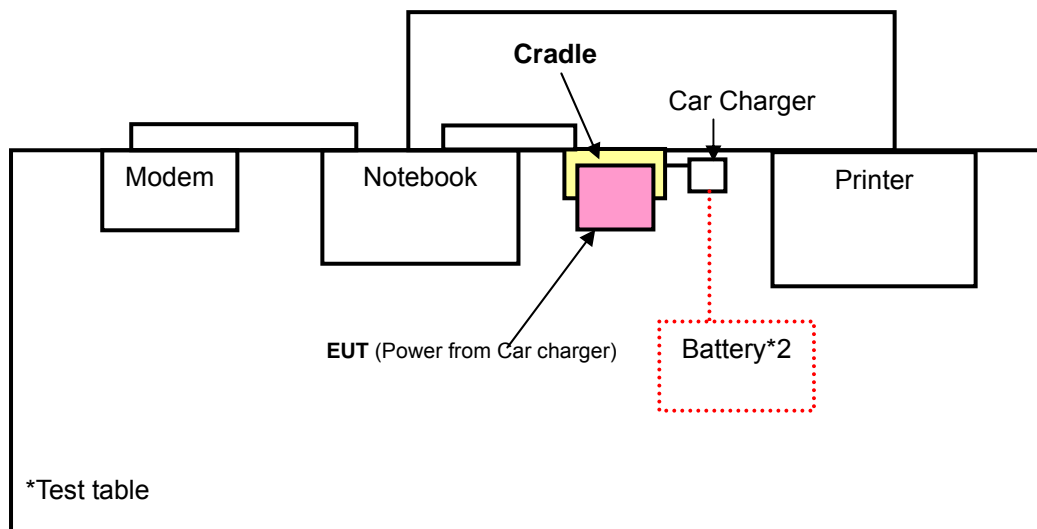 Cradle
Car Charger
Modem
Notebook
Printer
EUT (Power from Car charger)
Battery*2
*Test table